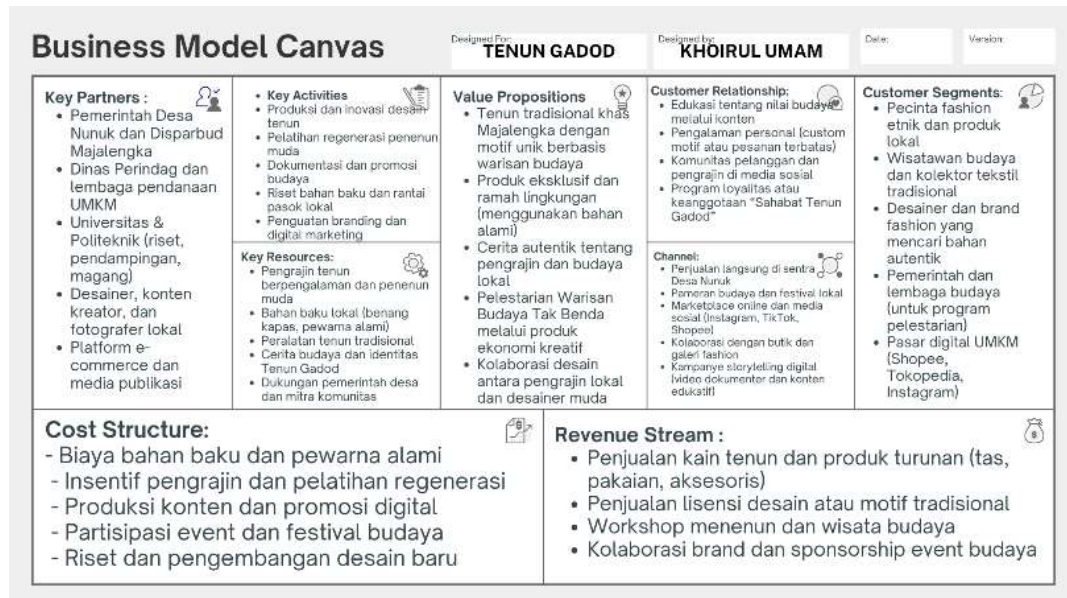 Business Model Canvas
Designed For:
TENUN GADOD
Designed by:
KHOIRUL UMAM
Date:
Version:
Key Partners :
• Pemerintah Desa
Nunuk dan Disparbud
Majalengka
• Dinas Perindag dan
lembaga pendanaan
UMKM
• Universitas &
Politeknik (riset,
pendampingan,
magang)
• Desainer, konten
kreator, dan
fotografer lokal
• Platform e-
commerce dan
media publikasi
• Key Activities
• Produksi dan inovasi desain
tenun
• Pelatihan regenerasi penenun
muda
• Dokumentasi dan promosi
budaya
• Riset bahan baku dan rantai
pasok lokal
• Penguatan branding dan
digital marketing
Key Resources:
• Pengrajin tenun
berpengalaman dan penenun
muda
• Bahan baku lokal (benang
kapas, pewarna alami)
• Peralatan tenun tradisional
• Cerita budaya dan identitas
Tenun Gadod
• Dukungan pemerintah desa
dan mitra komunitas
Value Propositions
• Tenun tradisional khas
Majalengka dengan
motif unik berbasis
warisan budaya
• Produk eksklusif dan
ramah lingkungan
(menggunakan bahan
alami)
• Cerita autentik tentang
pengrajin dan budaya
lokal
• Pelestarian Warisan
Budaya Tak Benda
melalui produk
ekonomi kreatif
• Kolaborasi desain
antara pengrajin lokal
dan desainer muda
Customer Relationship:
• Edukasi tentang nilai budaya
melalui konten
• Pengalaman personal (custom
motif atau pesanan terbatas)
• Komunitas pelanggan dan
pengrajin di media sosial
• Program loyalitas atau
keanggotaan “Sahabat Tenun
Gadod”
Channel:
• Penjualan langsung di sentra
Desa Nunuk
• Pameran budaya dan festival lokal
• Marketplace online dan media
sosial (Instagram, TikTok,
Shopee)
• Kolaborasi dengan butik dan
galeri fashion
• Kampanye storytelling digital
(video dokumenter dan konten
edukatif)
Customer Segments:
• Pecinta fashion
etnik dan produk
lokal
• Wisatawan budaya
dan kolektor tekstil
tradisional
• Desainer dan brand
fashion yang
mencari bahan
autentik
• Pemerintah dan
lembaga budaya
(untuk program
pelestarian)
• Pasar digital UMKM
(Shopee,
Tokopedia,
Instagram)
Cost Structure:
- Biaya bahan baku dan pewarna alami
- Insentif pengrajin dan pelatihan regenerasi
- Produksi konten dan promosi digital
- Partisipasi event dan festival budaya
- Riset dan pengembangan desain baru
Revenue Stream :
• Penjualan kain tenun dan produk turunan (tas,
pakaian, aksesoris)
• Penjualan lisensi desain atau motif tradisional
• Workshop menenun dan wisata budaya
• Kolaborasi brand dan sponsorship event budaya